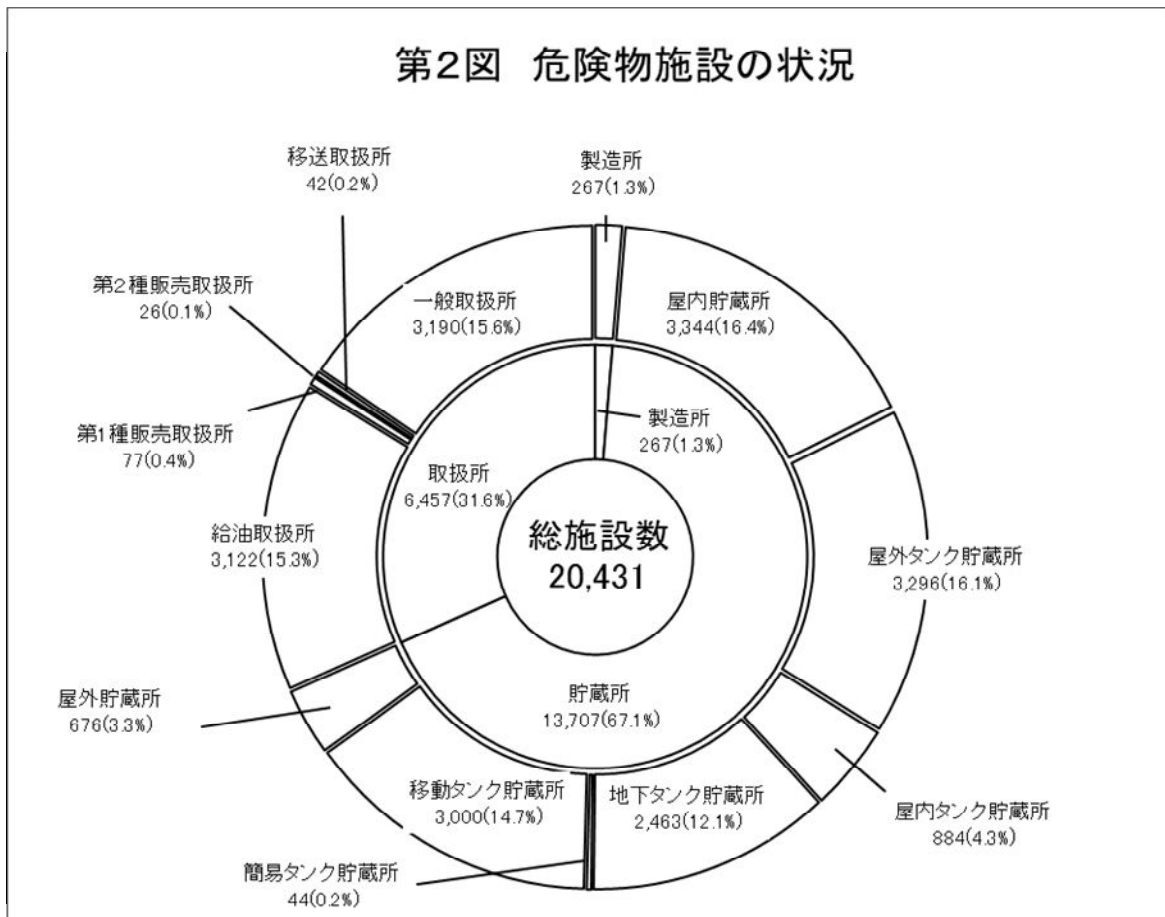 第2図 危険物施設の状況
移送取扱所
42(0.2%)
製造所
267(1.3%)
第2種販売取扱所
26(0.1%)
一般取扱所
3,190(15.6%)
屋内貯蔵所
3,344(16.4%)
第1種販売取扱所
77(0.4%)
製造所
267(1.3%)
取扱所
6,457(31.6%)
給油取扱所
3,122(15.3%)
総施設数
20,431
屋外タンク貯蔵所
3,296(16.1%)
屋外貯蔵所
676(3.3%)
貯蔵所
13,707(67.1%)
移動タンク貯蔵所
3,000(14.7%)
地下タンク貯蔵所
2,463(12.1%)
屋内タンク貯蔵所
884(4.3%)
簡易タンク貯蔵所
44(0.2%)